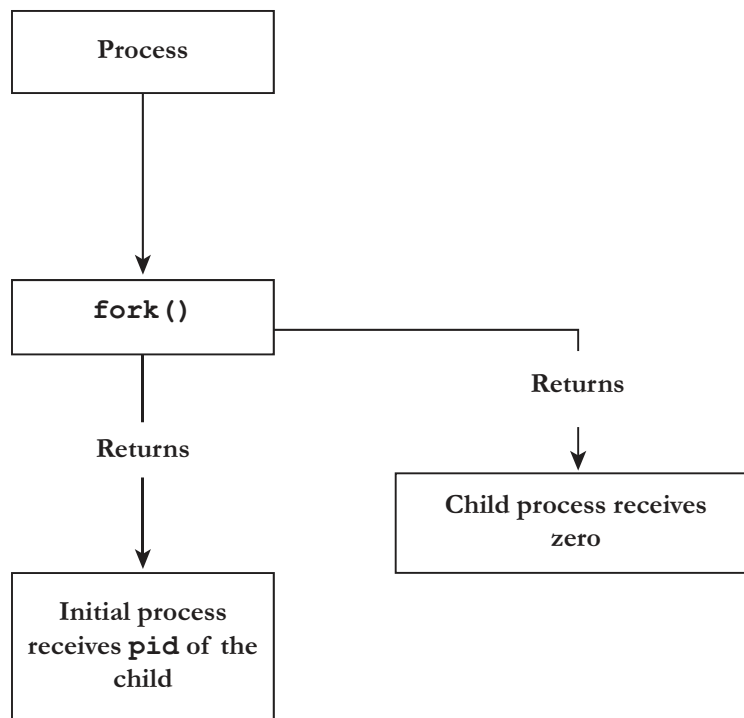 Process
fork()
Returns
Returns
Child process receives
zero
Initial process
receives pid of the
child